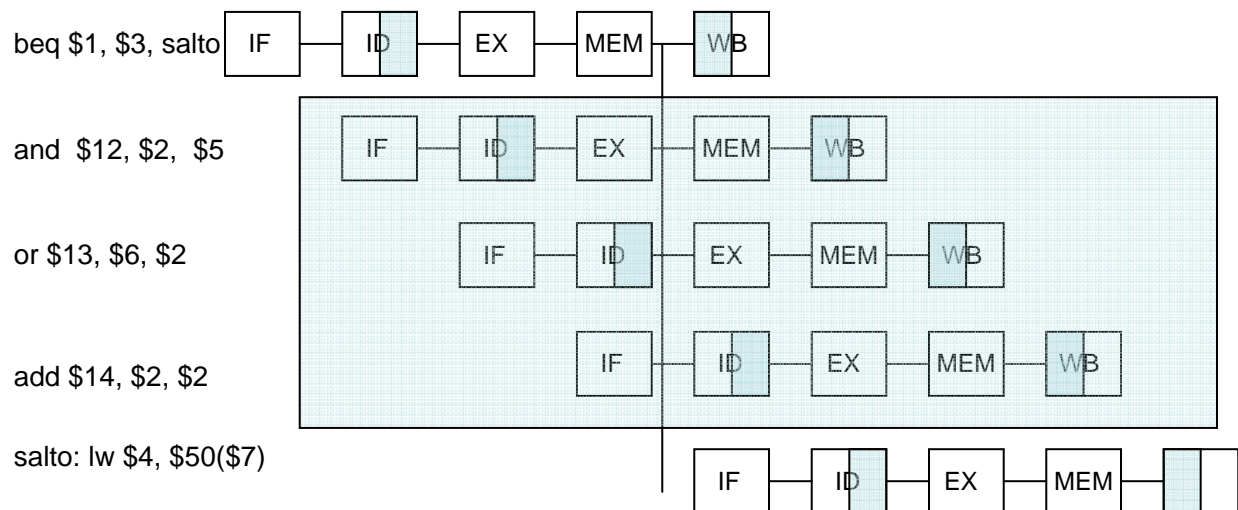 beq $1, $3, salto IF ID EX MEM WB
and $12, $2, $5 IF ID EX MEM WB
or $13, $6, $2 IF ID EX MEM WB
add $14, $2, $2 IF ID EX MEM WB
salto: lw $4, $50($7) IF ID EX MEM